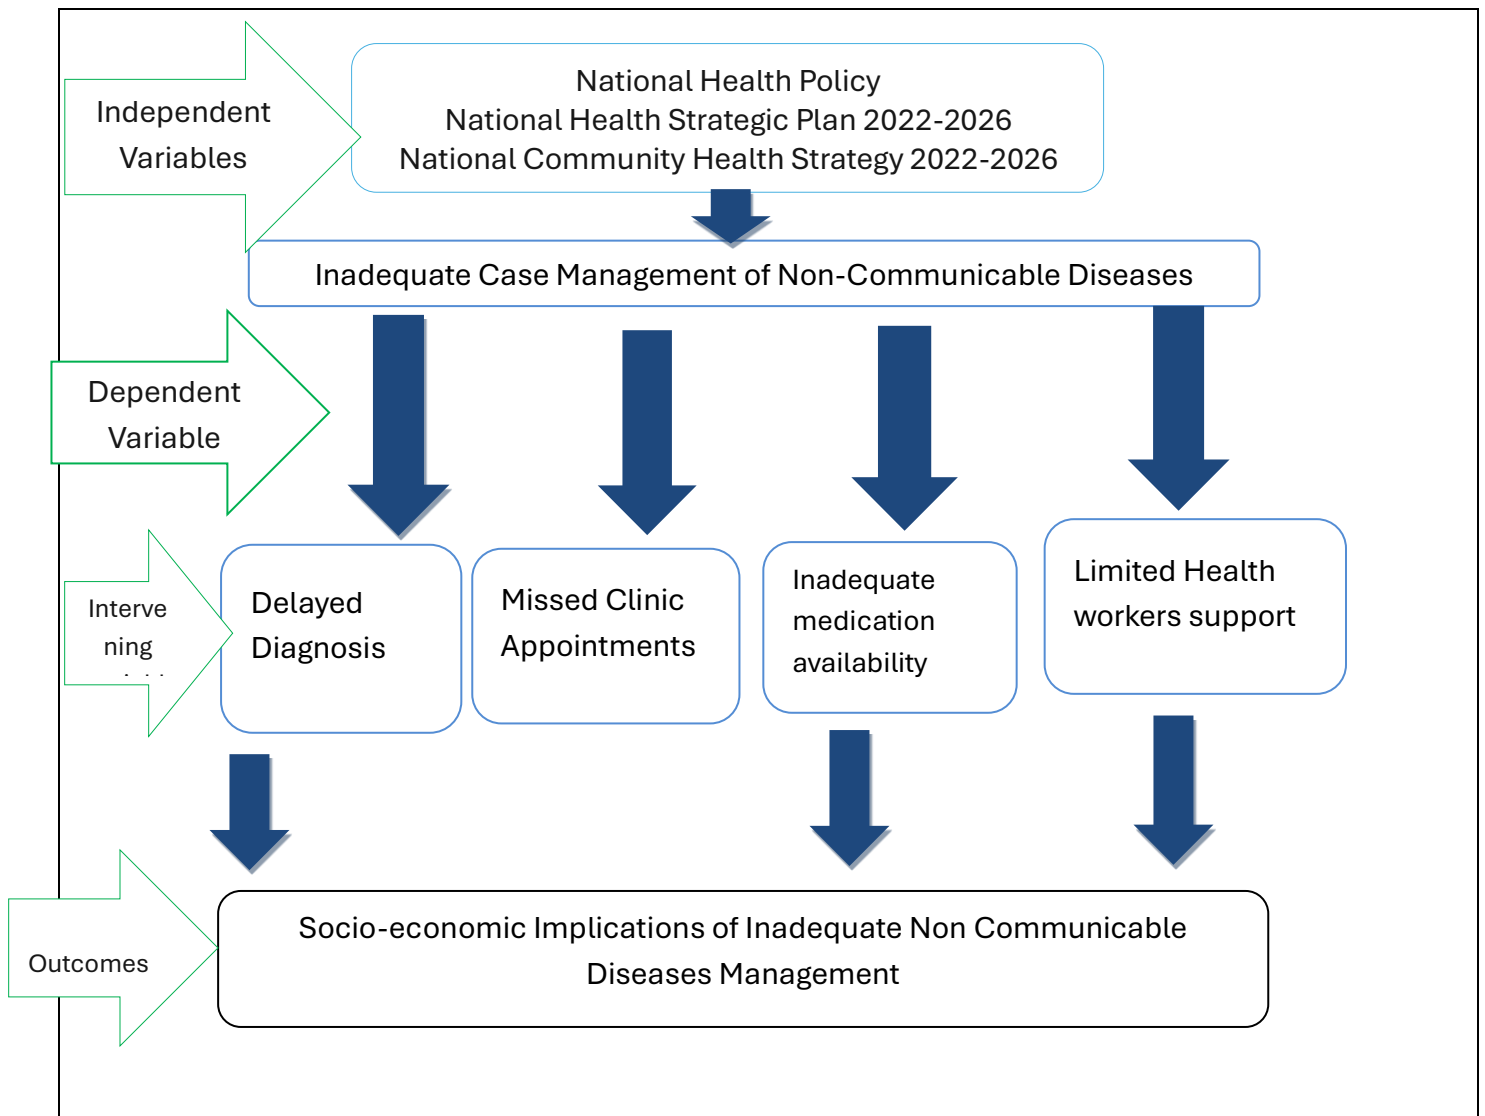 Independent
Variables
National Health Policy
National Health Strategic Plan 2022-2026
National Community Health Strategy 2022-2026
Inadequate Case Management of Non-Communicable Diseases
Dependent
Variable
Interve
ning
Delayed
Diagnosis
Missed Clinic
Appointments
Inadequate
medication
availability
Limited Health
workers support
Outcomes
Socio-economic Implications of Inadequate Non Communicable
Diseases Management